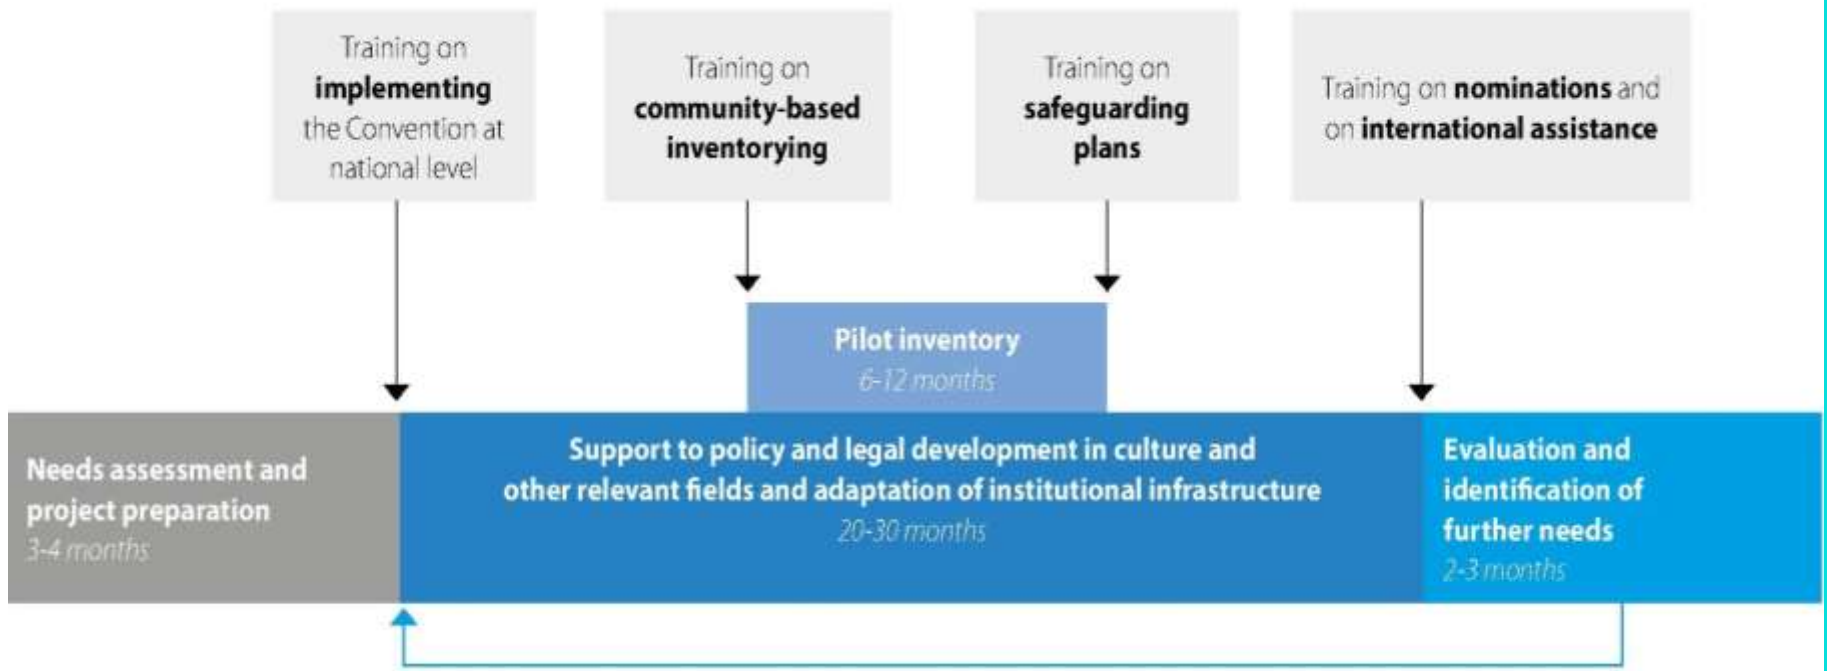 Training on
implementing
the Convention at
national level
Training on
community-based
inventorying
Training on
safeguarding
plans
Training on nominations and
on international assistance
Pilot inventory
6-12 months
Needs assessment and
project preparation
3-4 months
Support to policy and legal development in culture and
other relevant fields and adaptation of institutional infrastructure
20-30 months
Evaluation and
identification of
further needs
2-3 months